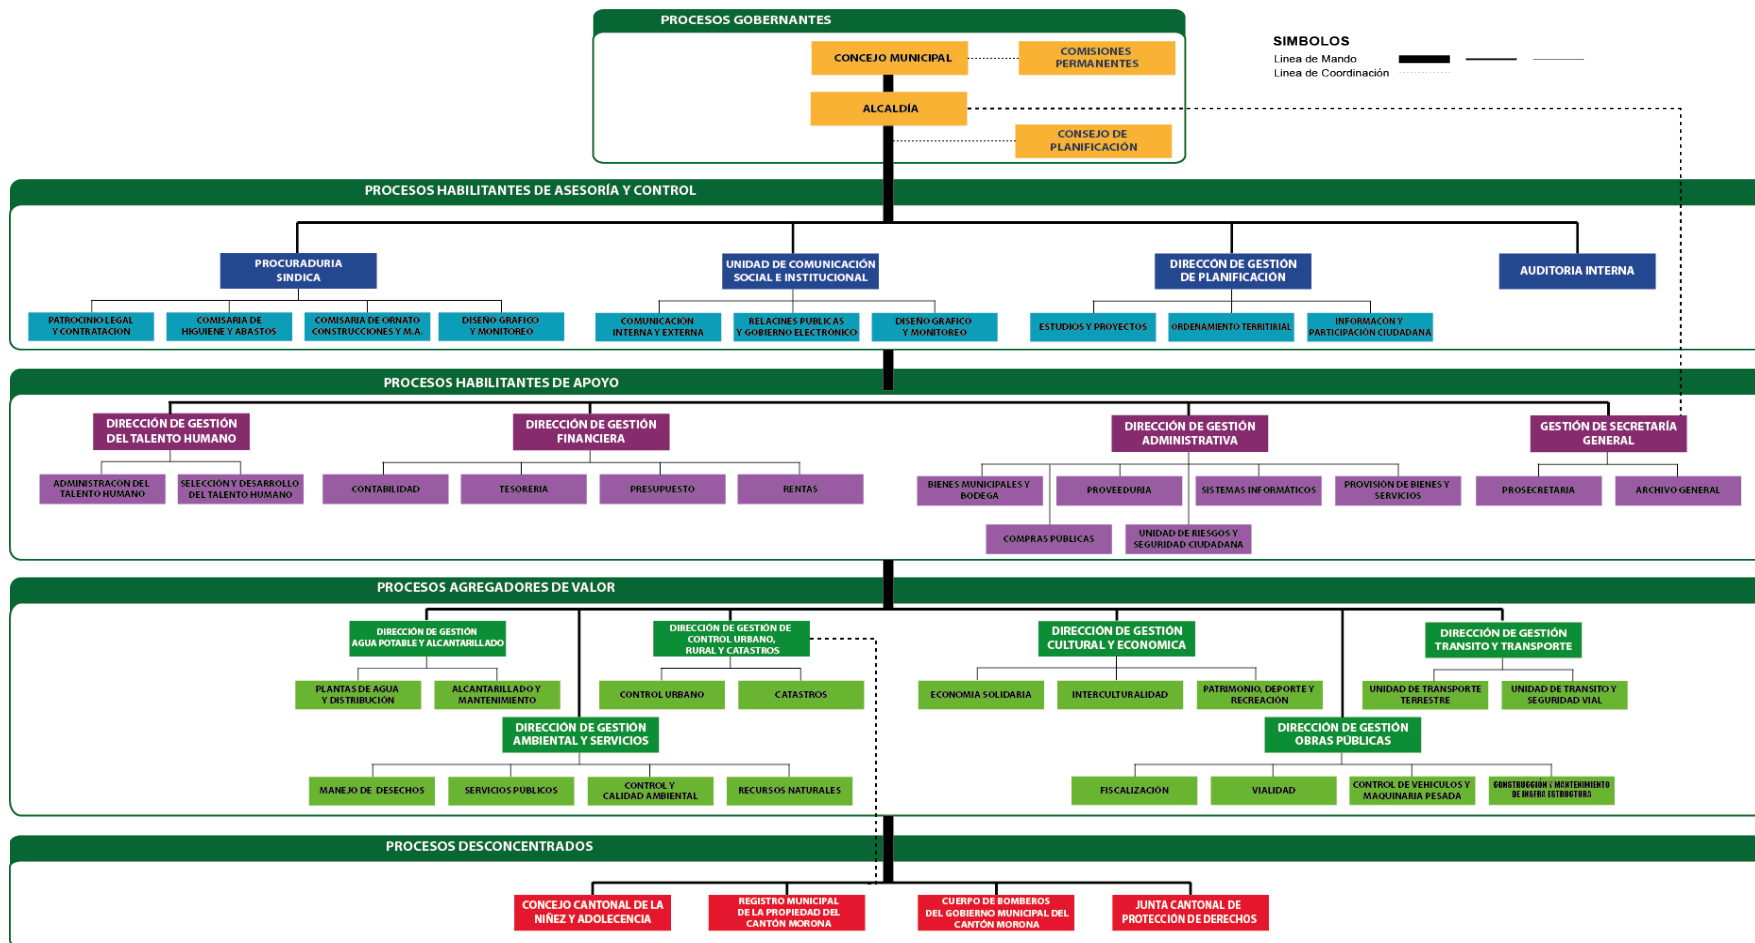 PROCESOS GOBERNANTES
CONCEJO MUNICIPAL
COMISIONES
PERMANENTES
ALCALDÍA
CONSEJO DE
PLANIFICACIÓN
SIMBOLOS
Linea de Mando
Linea de Coordinación
PROCESOS HABILITANTES DE ASESORÍA Y CONTROL
PROCURADURIA
SINDICA
UNIDAD DE COMUNICACIÓN
SOCIAL E INSTITUCIONAL
DIRECCÓN DE GESTIÓN
DE PLANIFICACIÓN
AUDITORIA INTERNA
PATROCINIO LEGAL
Y CONTRATACION
COMISARIA DE
HIGUIENE Y ABASTOS
COMISARIA DE ORNATO
CONSTRUCCIONES Y M.A.
DISEÑO GRAFICO
Y MONITOREO
COMUNICACIÓN
INTERNA Y EXTERNA
RELACINES PUBLICAS
Y GOBIERNO ELECTRÓNICO
DISEÑO GRAFICO
Y MONITOREO
ESTUDIOS Y PROYECTOS
ORDENAMIENTO TERRITIRIAL
INFORMACÓN Y
PARTICIPACIÓN CIUDADANA
PROCESOS HABILITANTES DE APOYO
DIRECCIÓN DE GESTIÓN
DEL TALENTO HUMANO
DIRECCIÓN DE GESTIÓN
FINANCIERA
DIRECCIÓN DE GESTIÓN
ADMINISTRATIVA
GESTIÓN DE SECRETARÍA
GENERAL
ADMINISTRACÓN DEL
TALENTO HUMANO
SELECCIÓN Y DESARROLLO
DEL TALENTO HUMANO
CONTABILIDAD
TESORERIA
PRESUPUESTO
RENTAS
BIENES MUNICIPALES Y
BODEGA
PROVEEDURÍA
SISTEMAS INFORMÁTICOS
PROVISIÓN DE BIENES Y
SERVICIOS
PROSECRETARIA
ARCHIVO GENERAL
COMPRAS PÚBLICAS
UNIDAD DE RIESGOS Y
SEGURIDAD CIUDADANA
PROCESOS AGREGADORES DE VALOR
DIRECCIÓN DE GESTIÓN
AGUA POTABLE Y ALCANTARILLADO
DIRECCIÓN DE GESTIÓN DE
CONTROL URBANO,
RURAL Y CATASTROS
DIRECCIÓN DE GESTIÓN
CULTURAL Y ECONOMICA
DIRECCIÓN DE GESTIÓN
TRANSITO Y TRANSPORTE
PLANTAS DE AGUA
Y DISTRIBUCIÓN
ALCANTARILLADO Y
MANTENIMIENTO
CONTROL URBANO
CATASTROS
ECONOMIA SOLIDARIA
INTERCULTURALIDAD
PATRIMONIO, DEPORTE Y
RECREACIÓN
UNIDAD DE TRANSPORTE
TERRESTRE
UNIDAD DE TRANSITO Y
SEGURIDAD VIAL
DIRECCIÓN DE GESTIÓN
AMBIENTAL Y SERVICIOS
DIRECCIÓN DE GESTIÓN
OBRAS PÚBLICAS
MANEJO DE DESECHOS
SERVICIOS PÚBLICOS
CONTROL Y
CALIDAD AMBIENTAL
RECURSOS NATURALES
FISCALIZACIÓN
VIALIDAD
CONTROL DE VEHICULOS Y
MAQUINARIA PESADA
CONSTRUCCIÓN Y MANTENIMIENTO
DE INSFRA ESTRUCTURA
PROCESOS DESCONCENTRADOS
CONCEJO CANTONAL DE LA
NIÑEZ Y ADOLECENCIA
REGISTRO MUNICIPAL
DE LA PROPIEDAD DEL
CANTÓN MORONA
CUERPO DE BOMBEROS
DEL GOBIERNO MUNICIPAL DEL
CANTÓN MORONA
JUNTA CANTONAL DE
PROTECCIÓN DE DERECHOS